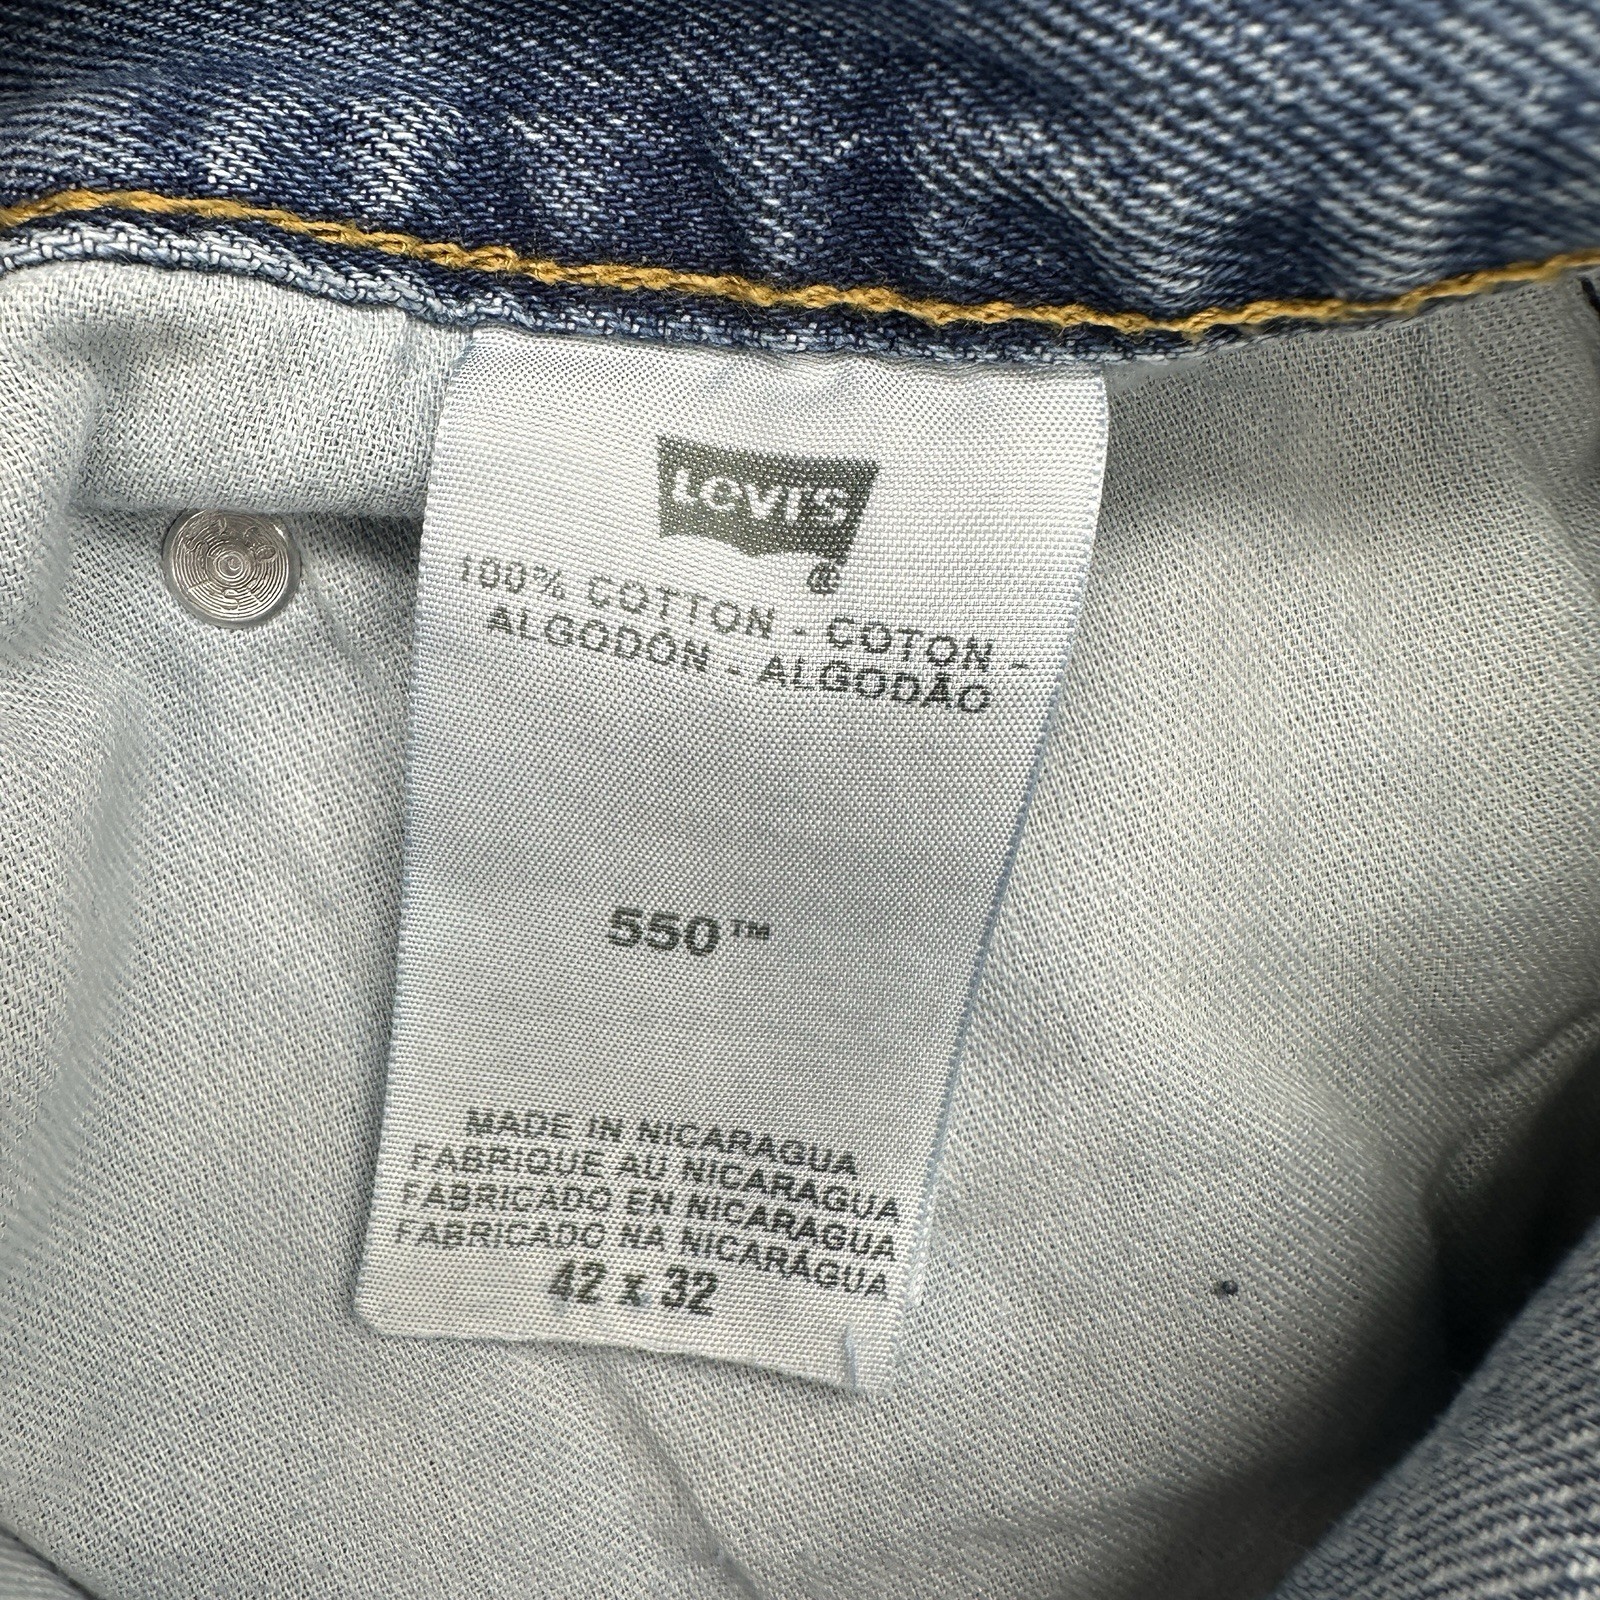 LEVI'S
®
100% COTTON - COTON -
ALGODÓN - ALGODÃO
550™
MADE IN NICARAGUA
FABRIQUE AU NICARAGUA
FABRICADO EN NICARAGUA
FABRICADO NA NICARÁGUA
42 x 32